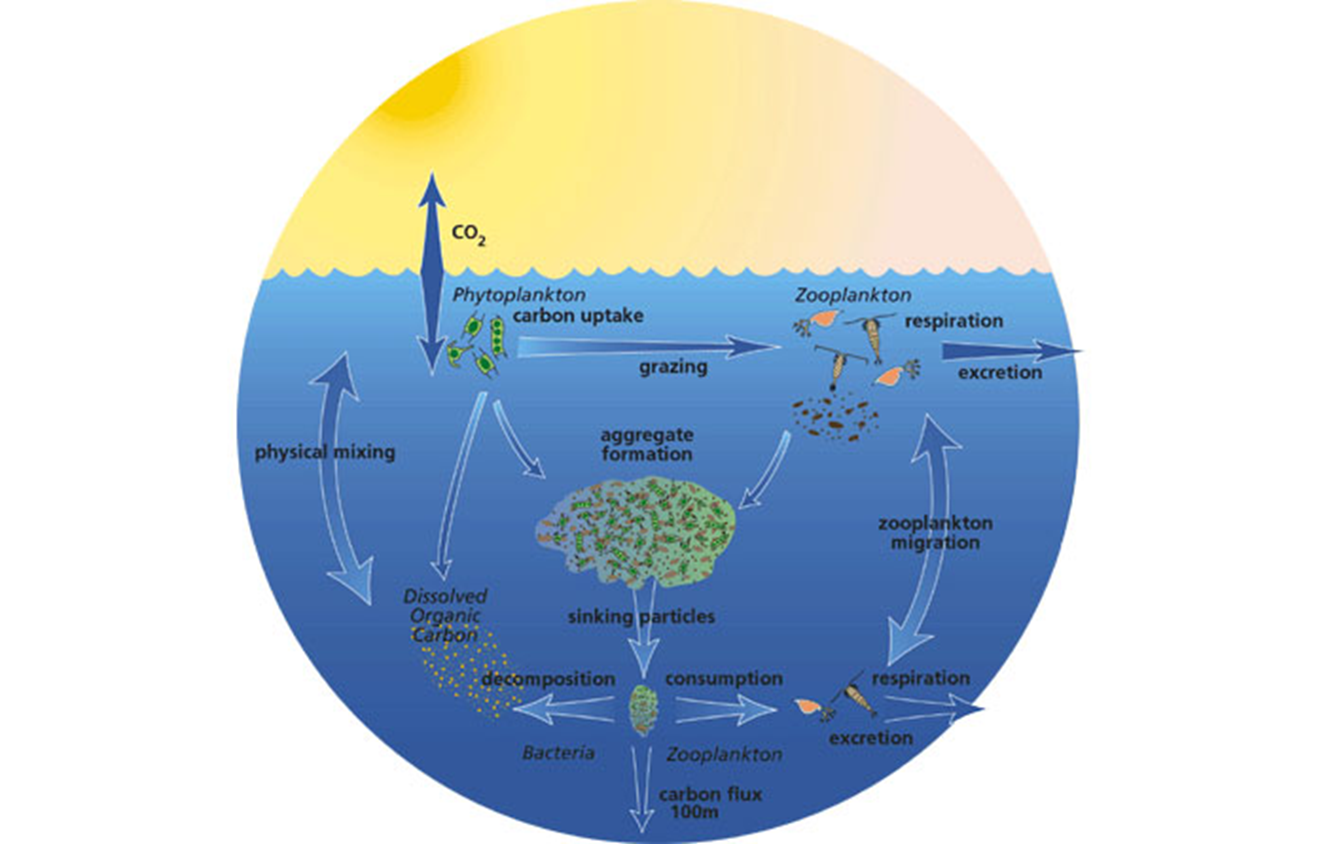 CO2
Phytoplankton
carbon uptake
Zooplankton
respiration
grazing
excretion
physical mixing
aggregate
formation
zooplankton
migration
Dissolved
Organic
Carbon
sinking particles
decomposition
consumption
respiration
excretion
Bacteria
Zooplankton
carbon flux
100m